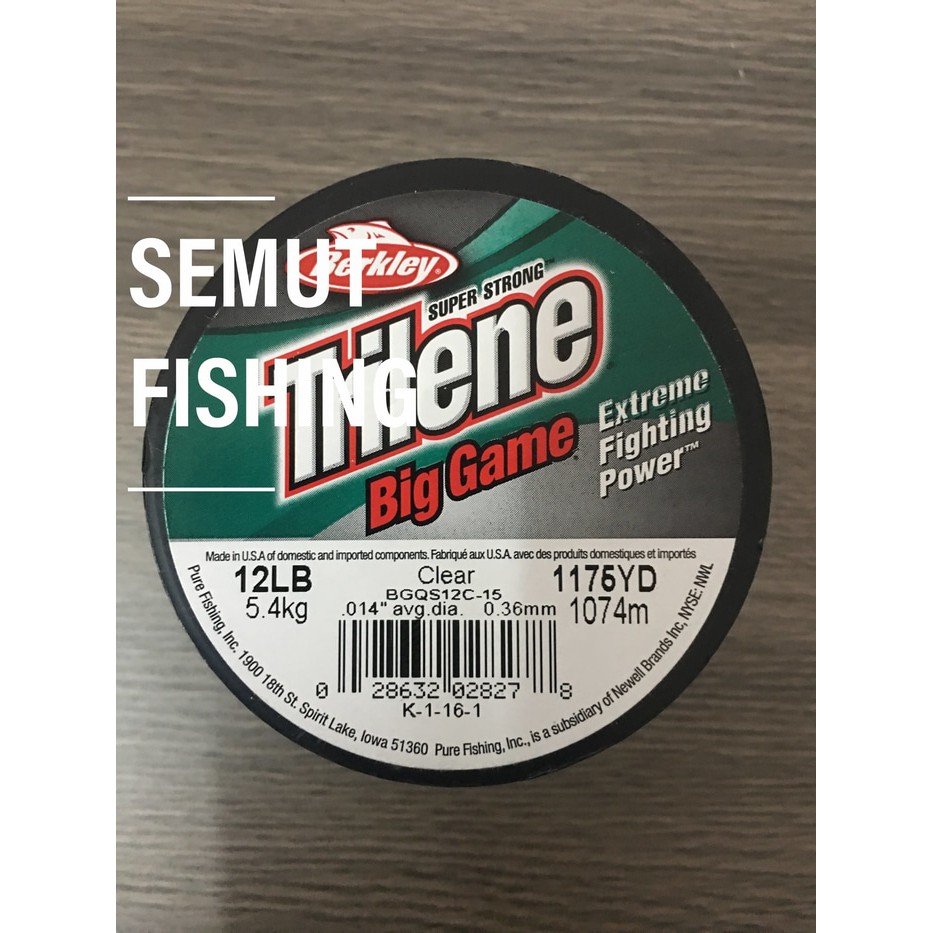 SEMUT
FISHING
Berkley
SUPER STRONG™
Trilene
Big Game
Extreme
Fighting
Power™
Made in U.S.A of domestic and imported components. Fabriqué aux U.S.A. avec des produits domestiques et importés
12LB Clear 1175YD
5.4kg BGQS12C-15 1074m
.014" avg.dia. 0.36mm
0 28632 02827 8
K-1-16-1
Pure Fishing, Inc. 1900 18th St. Spirit Lake, Iowa 51360 Pure Fishing, Inc., is a subsidiary of Newell Brands Inc, NYSE: NWL